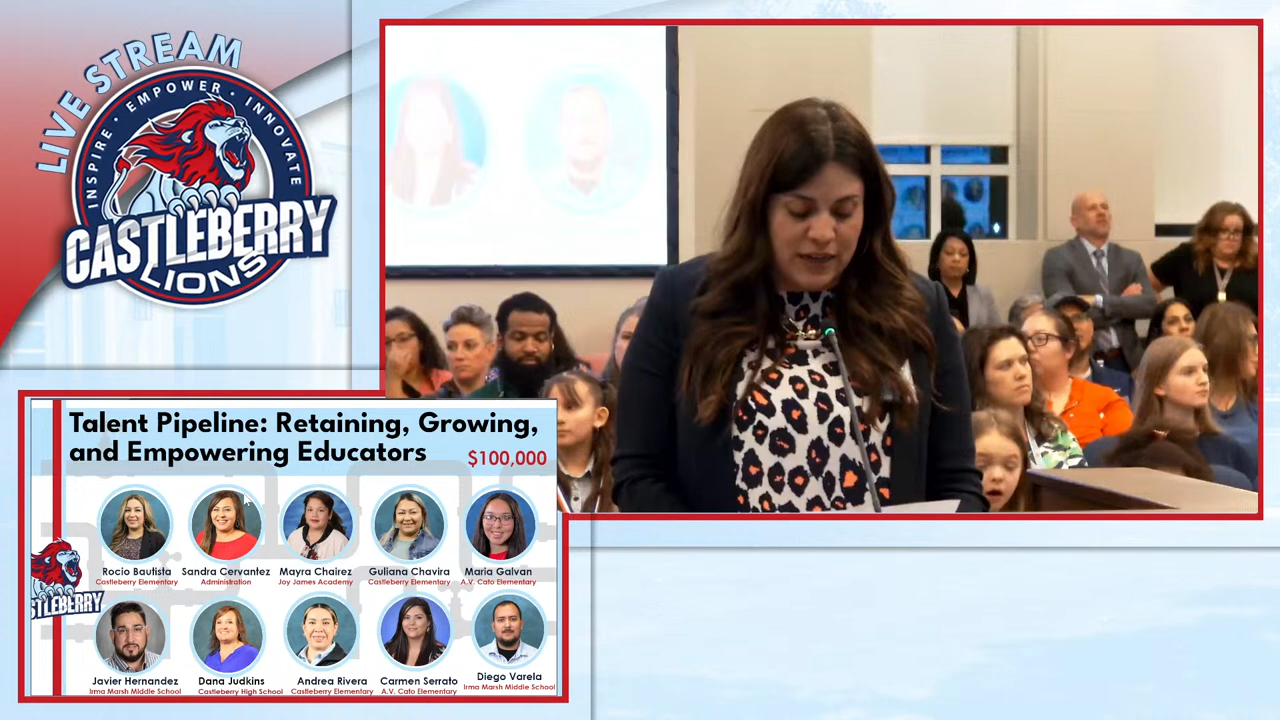 LIVE STREAM
INSPIRE · EMPOWER · INNOVATE
CASTLEBERRY
LIONS
Talent Pipeline: Retaining, Growing,
and Empowering Educators
$100,000
Rocio Bautista Sandra Cervantez Mayra Chairez Guliana Chavira Maria Galvan
Castleberry Elementary Administration Joy James Academy Castleberry Elementary A.V. Cato Elementary
STLEBERRY
Javier Hernandez Dana Judkins Andrea Rivera Carmen Serrato Diego Varela
Irma Marsh Middle School Castleberry High School Castleberry Elementary A.V. Cato Elementary Irma Marsh Middle School